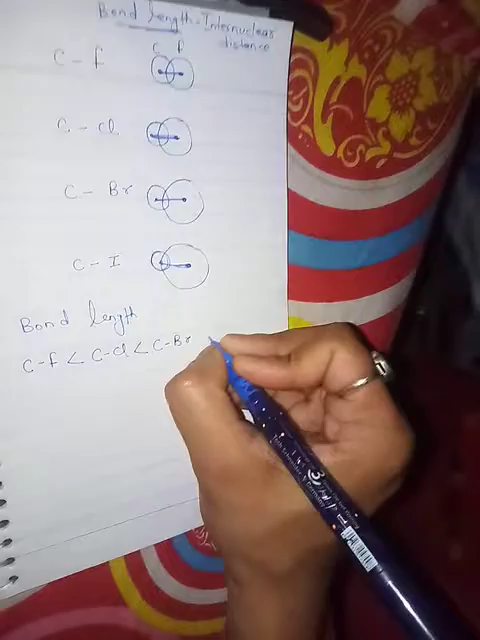 Bond length = Internuclear
distance
C - f
C f
C - Cl
C - Br
C - I
Bond length
C-f < C-Cl < C-Br